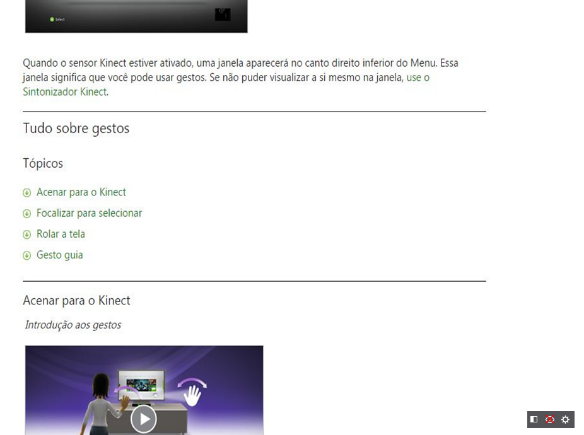 Select
Quando o sensor Kinect estiver ativado, uma janela aparecerá no canto direito inferior do Menu. Essa
janela significa que você pode usar gestos. Se não puder visualizar a si mesmo na janela, use o
Sintonizador Kinect.
Tudo sobre gestos
Tópicos
Acenar para o Kinect
Focalizar para selecionar
Rolar a tela
Gesto guia
Acenar para o Kinect
Introdução aos gestos